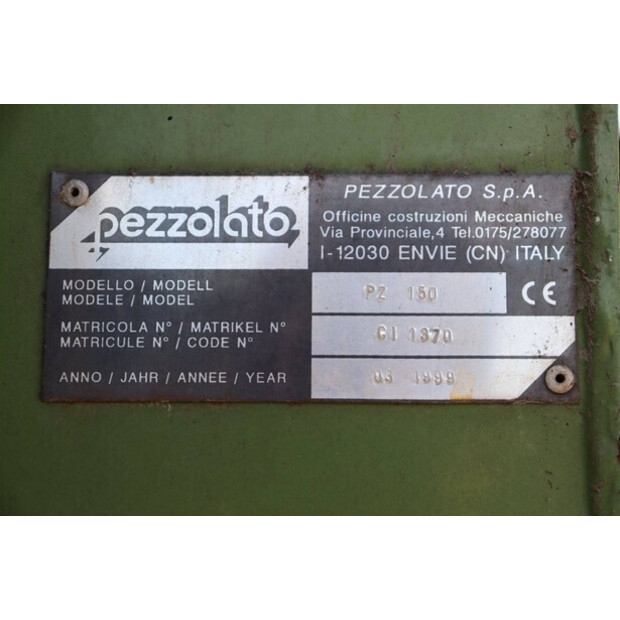 pezzolato
PEZZOLATO S.p.A.
Officine costruzioni Meccaniche
Via Provinciale,4 Tel.0175/278077
I-12030 ENVIE (CN) ITALY
MODELLO / MODELL
MODELE / MODEL
PZ 150
CE
MATRICOLA N° / MATRIKEL N°
MATRICULE N° / CODE N°
CI 1370
ANNO / JAHR / ANNEE / YEAR
1999